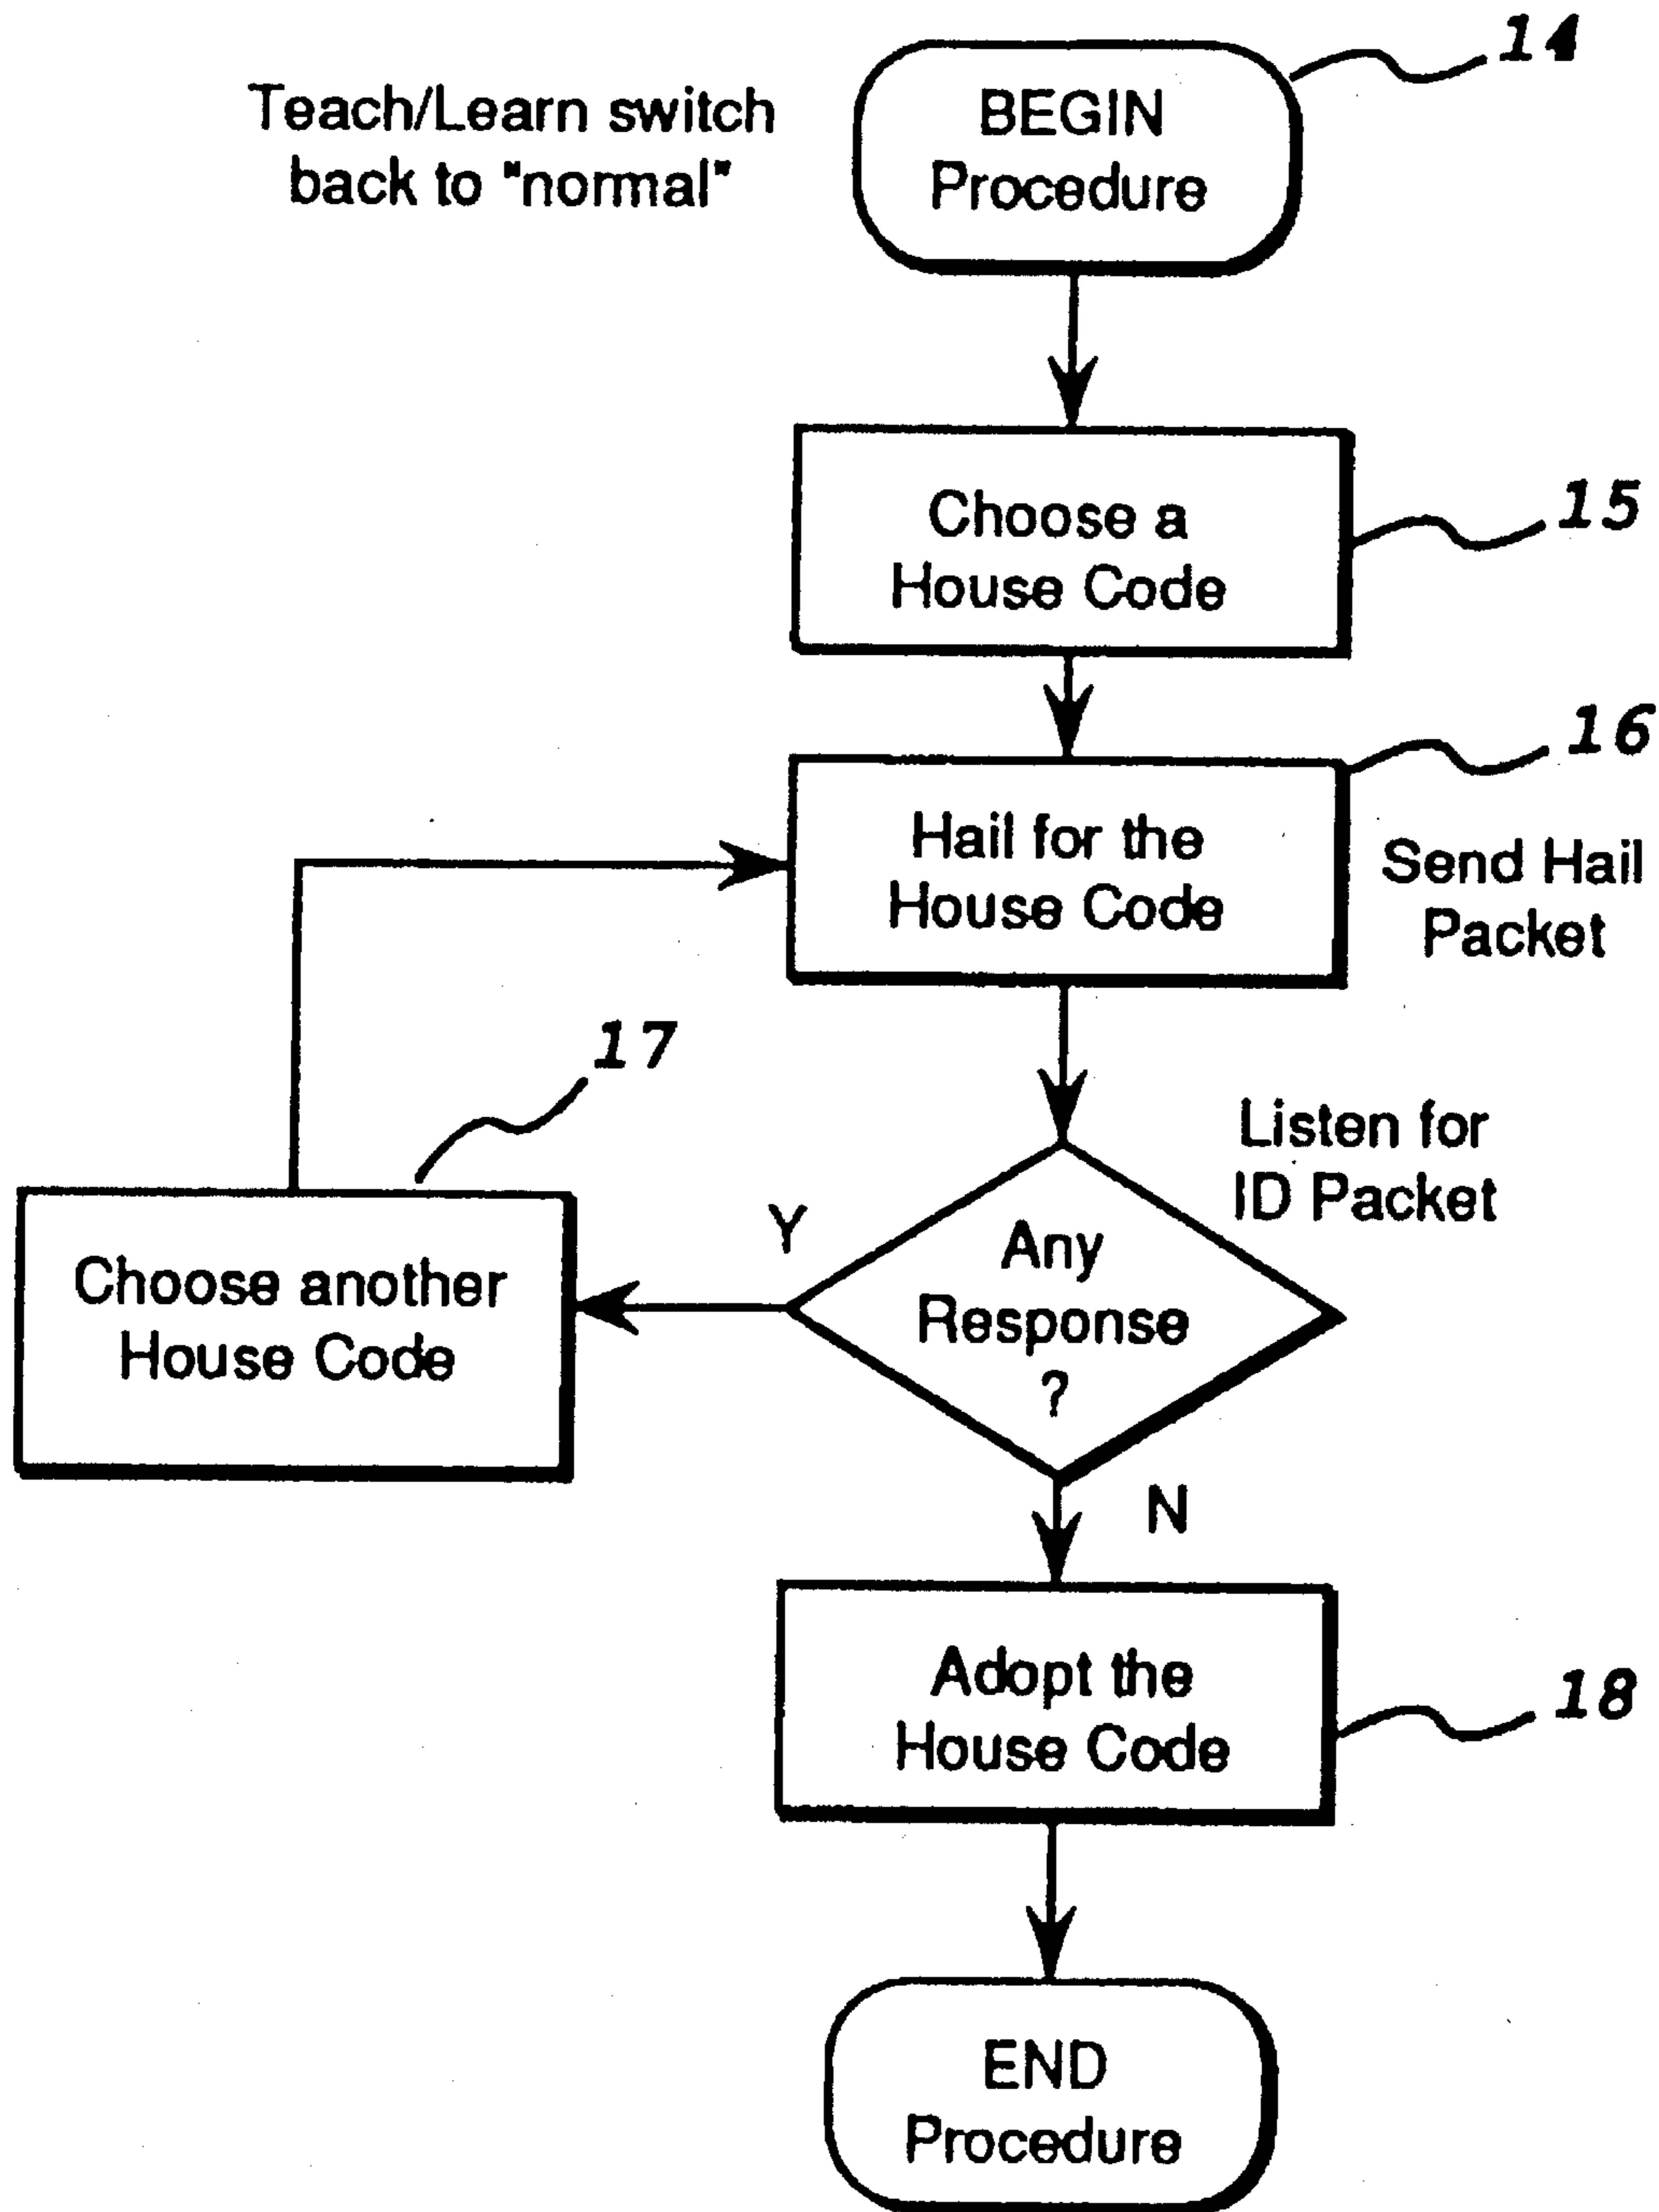 14
Teach/Learn switch
back to "normal"
BEGIN
Procedure
Choose a
House Code
15
16
Hail for the
House Code
Send Hail
Packet
17
Listen for
ID Packet
Y
Any
Response
?
Choose another
House Code
N
Adopt the
House Code
18
END
Procedure